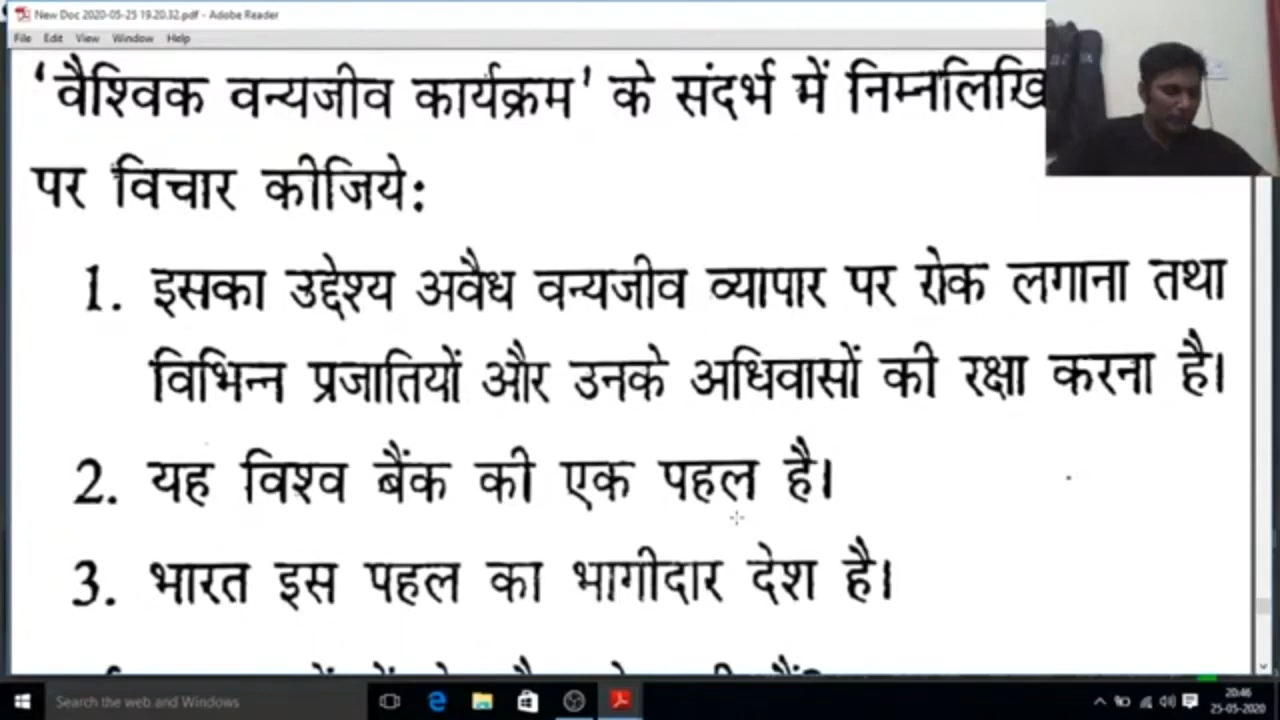 New Doc 2020-05-25 19.20.32.pdf - Adobe Reader
File Edit View Window Help
'वैश्विक वन्यजीव कार्यक्रम' के संदर्भ में
पर विचार कीजिये:
1. इसका उद्देश्य अवैध वन्यजीव व्यापार पर रोक लगाना तथा
विभिन्न प्रजातियों और उनके अधिवासों की रक्षा करना है।
2. यह विश्व बैंक की एक पहल है।
3. भारत इस पहल का भागीदार देश है।
Search the web and Windows
20:46
25-05-2020